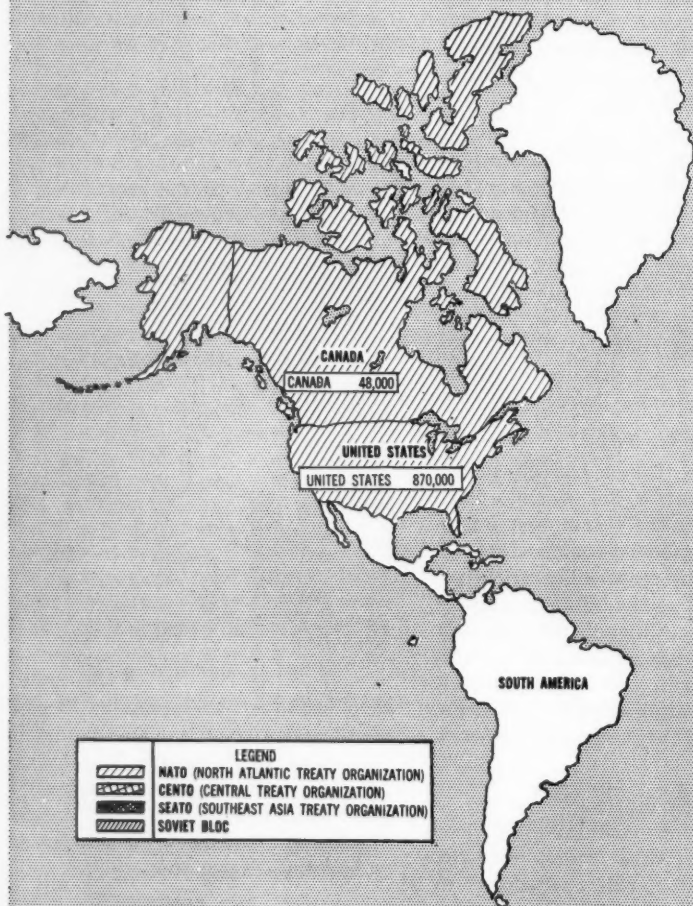 CANADA
CANADA 48,000
UNITED STATES
UNITED STATES 870,000
SOUTH AMERICA
LEGEND
NATO (NORTH ATLANTIC TREATY ORGANIZATION)
CENTO (CENTRAL TREATY ORGANIZATION)
SEATO (SOUTHEAST ASIA TREATY ORGANIZATION)
SOVIET BLOC